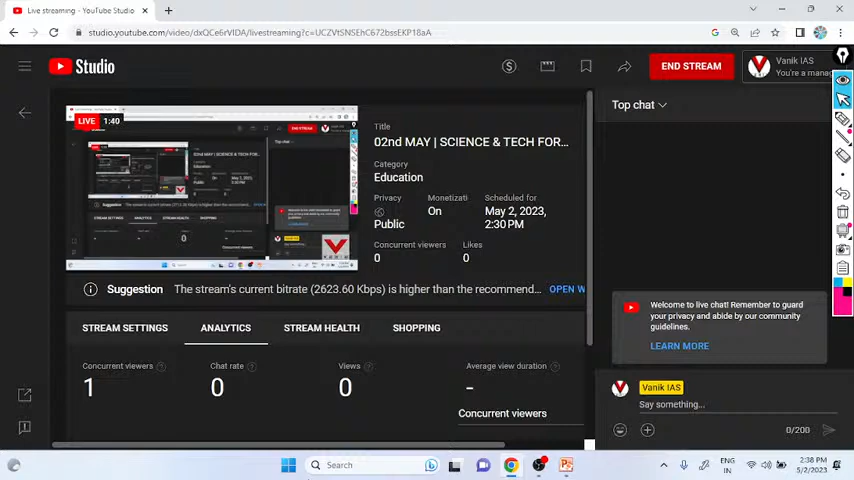 Live streaming - YouTube Studio
studio.youtube.com/video/dxQCe6rVIDA/livestreaming?c=UCZVtSNSEhC672bssEKP18aA
Studio
END STREAM
Vanik IAS
You're a manag
LIVE 1:40
Title
02nd MAY | SCIENCE & TECH FOR...
Category
Education
Privacy
Monetizati
Scheduled for
Public
On
May 2, 2023,
2:30 PM
Concurrent viewers
Likes
0
0
Suggestion
The stream's current bitrate (2623.60 Kbps) is higher than the recommend...
OPEN W
STREAM SETTINGS
ANALYTICS
STREAM HEALTH
SHOPPING
Concurrent viewers
Chat rate
Views
Average view duration
1
0
0
-
Concurrent viewers
Top chat
Welcome to live chat! Remember to guard
your privacy and abide by our community
guidelines.
LEARN MORE
Vanik IAS
Say something...
0/200
Search
ENG
IN
2:38 PM
5/2/2023